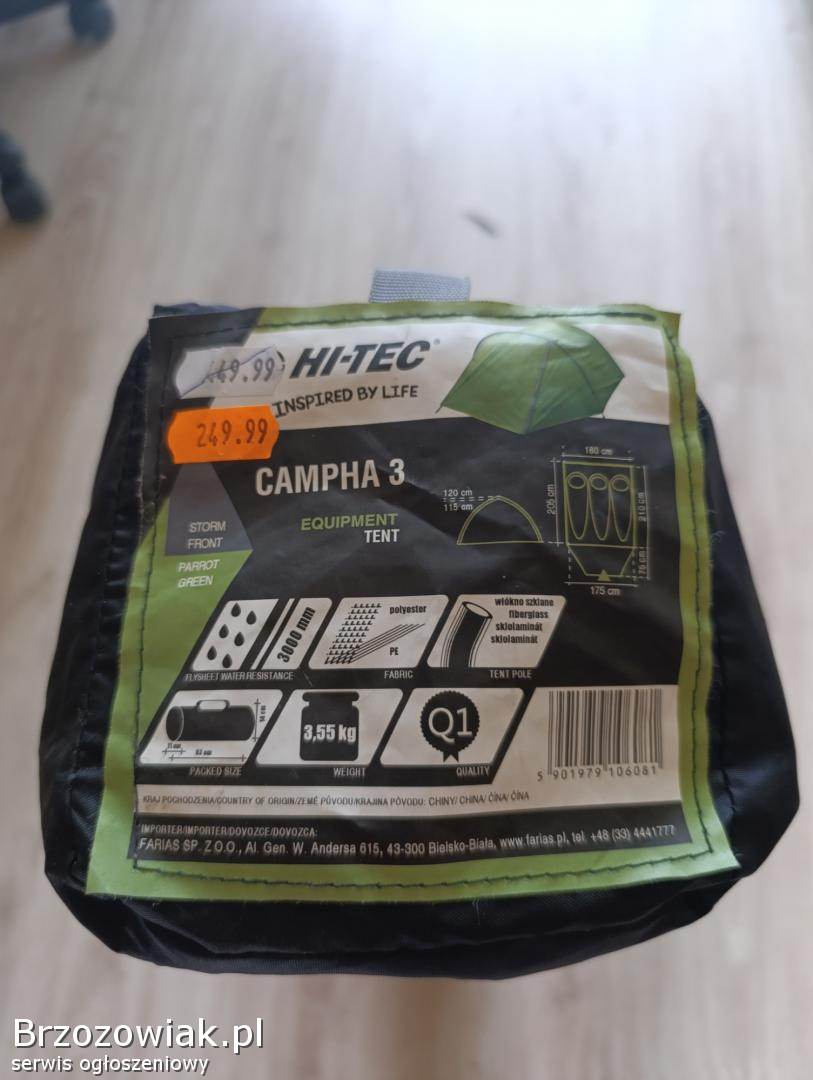 449.99
HI-TEC®
INSPIRED BY LIFE
249.99
CAMPHA 3
EQUIPMENT
TENT
STORM
FRONT
PARROT
GREEN
120 cm
115 cm
180 cm
205 cm
210 cm
75 cm
175 cm
3000 mm
FLYSHEET WATER RESISTANCE
polyester
PE
FABRIC
włókno szklane
fiberglass
sklolaminát
sklolaminát
TENT POLE
PACKED SIZE
3,55 kg
WEIGHT
Q1
QUALITY
5 901979 106081
KRAJ POCHODZENIA/COUNTRY OF ORIGIN/ZEMĚ PŮVODU/KRAJINA PÔVODU: CHINY/ CHINA/ ČÍNA/ ČÍNA
IMPORTER/IMPORTER/DOVOZCE/DOVOZCA:
FARIAS SP. Z O.O., Al. Gen. W. Andersa 615, 43-300 Bielsko-Biała, www.farias.pl, tel: +48 (33) 4441777
Brzozowiak.pl
serwis ogłoszeniowy